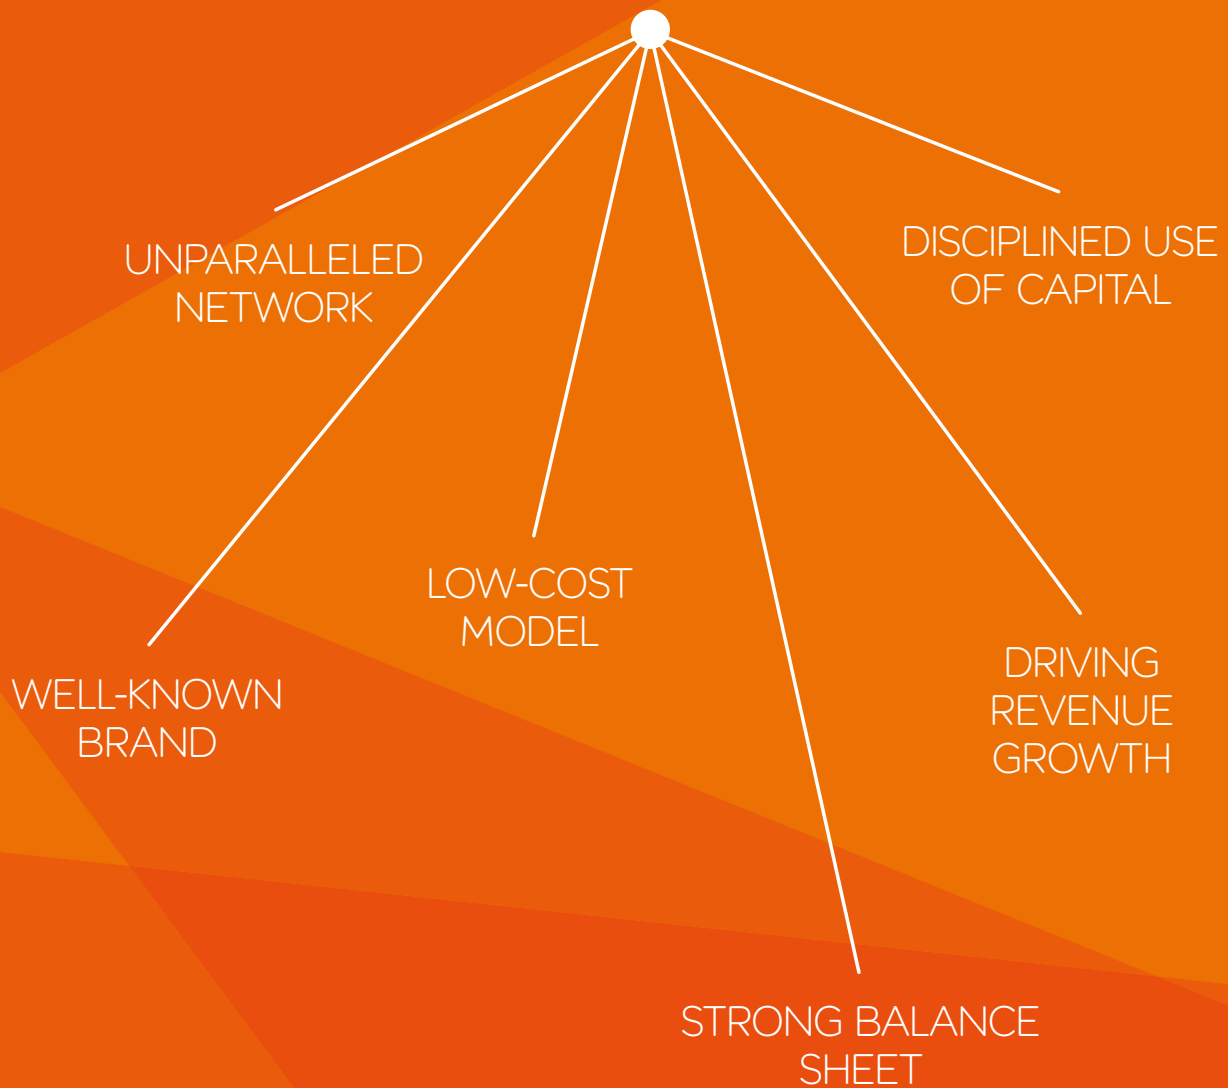 UNPARALLELED
NETWORK
DISCIPLINED USE
OF CAPITAL
LOW-COST
MODEL
WELL-KNOWN
BRAND
DRIVING
REVENUE
GROWTH
STRONG BALANCE
SHEET